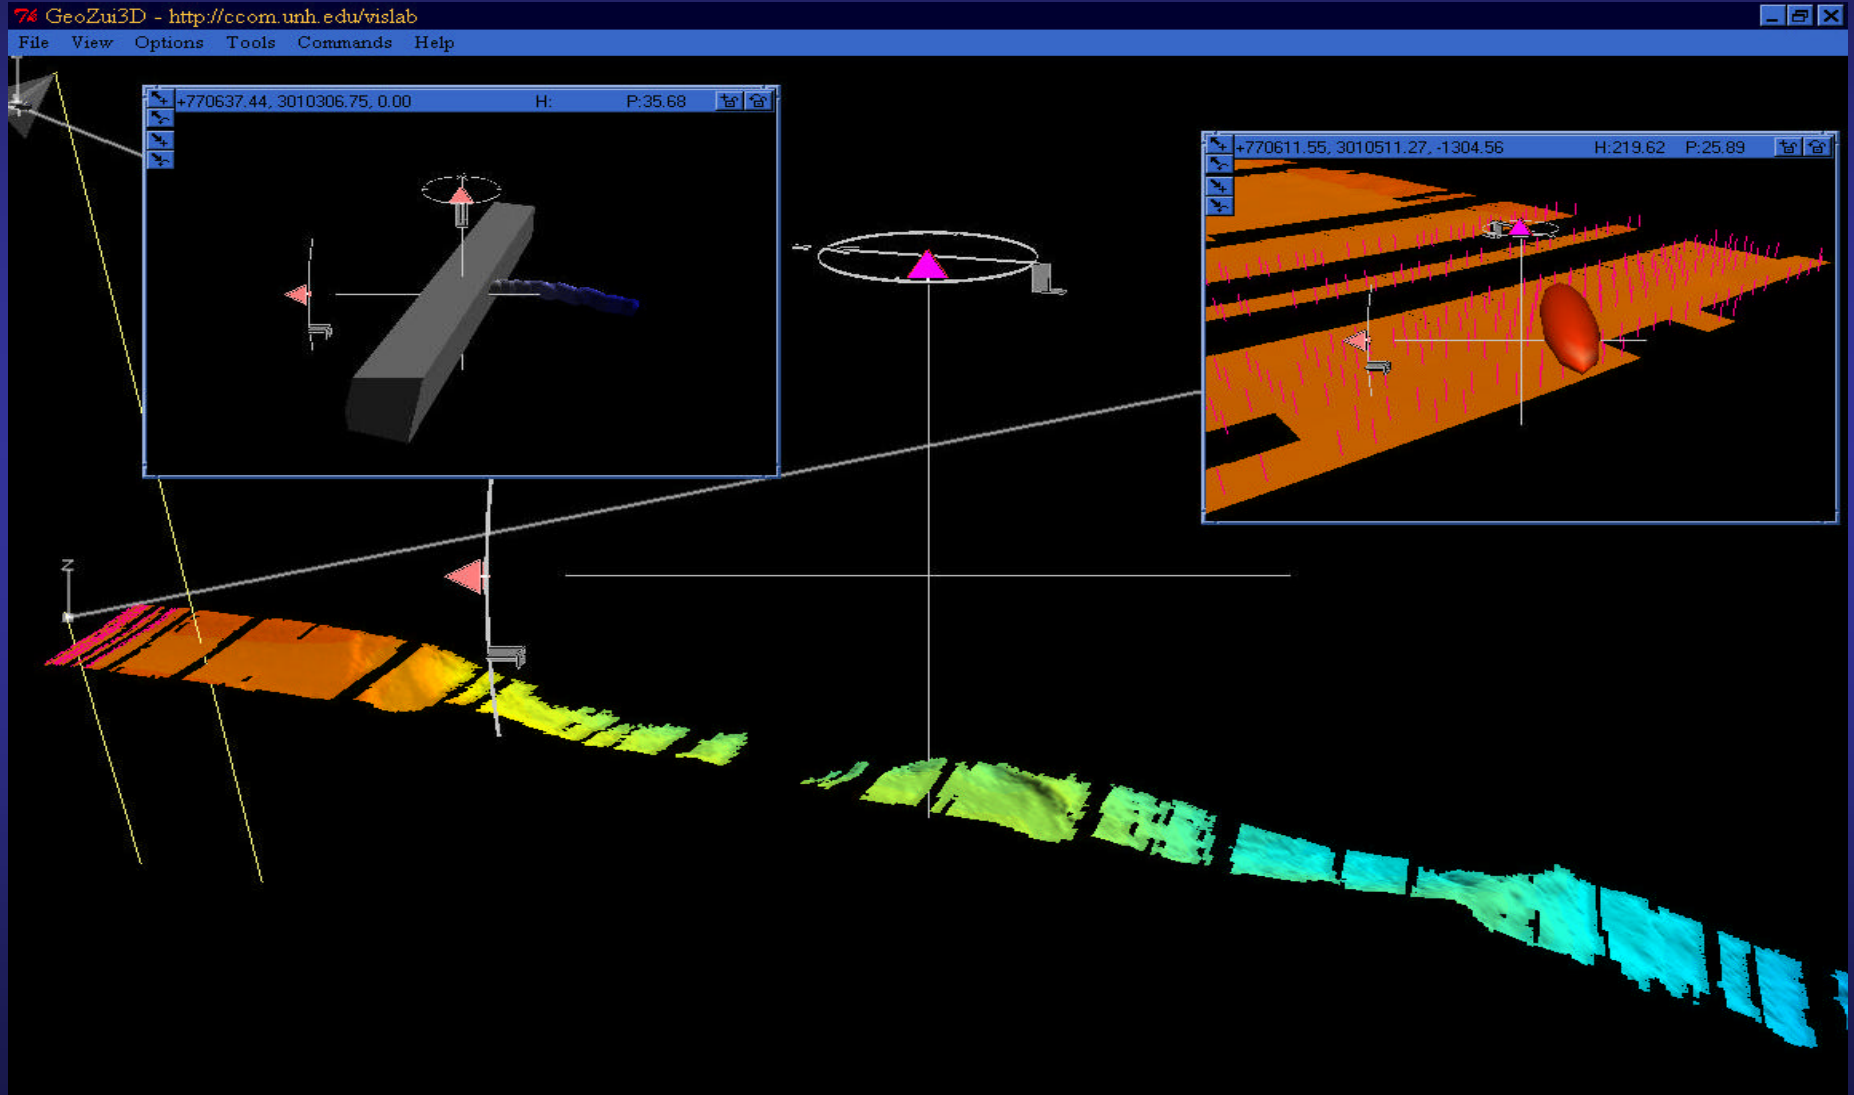 GeoZui3D - http://ccom.unh.edu/vislab
File View Options Tools Commands Help
+770637.44, 3010306.75, 0.00 H: P:35.68
+770611.55, 3010511.27, -1304.56 H:219.62 P:25.89
Z